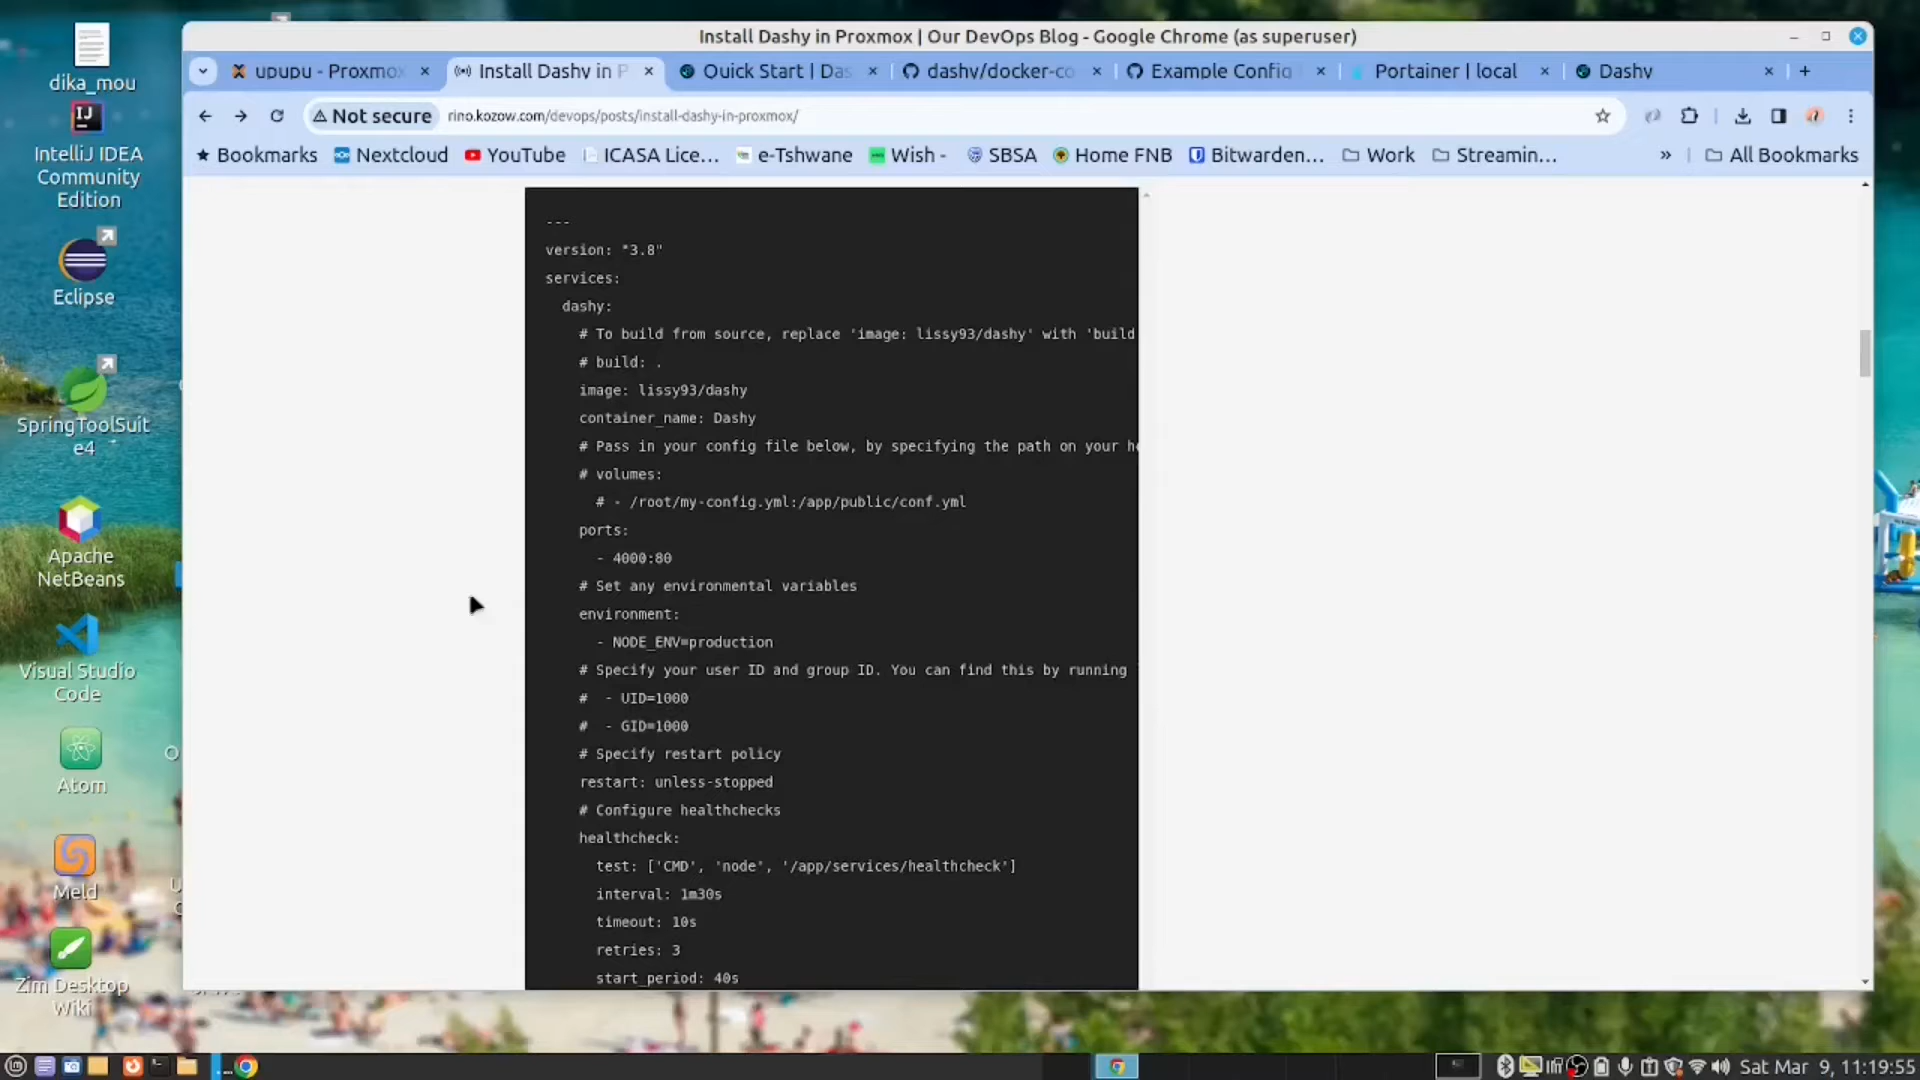 Install Dashy in Proxmox | Our DevOps Blog - Google Chrome (as superuser)
upupu - Proxmox
Install Dashy in P
Quick Start | Das
dashy/docker-co
Example Config
Portainer | local
Dashy
Not secure
rino.kozow.com/devops/posts/install-dashy-in-proxmox/
Bookmarks
Nextcloud
YouTube
ICASA Lice...
e-Tshwane
Wish -
SBSA
Home FNB
Bitwarden...
Work
Streamin...
»
All Bookmarks
---
version: "3.8"
services:
dashy:
# To build from source, replace 'image: lissy93/dashy' with 'build
# build: .
image: lissy93/dashy
container_name: Dashy
# Pass in your config file below, by specifying the path on your
# volumes:
# - /root/my-config.yml:/app/public/conf.yml
ports:
- 4000:80
# Set any environmental variables
environment:
- NODE_ENV=production
# Specify your user ID and group ID. You can find this by running
# - UID=1000
# - GID=1000
# Specify restart policy
restart: unless-stopped
# Configure healthchecks
healthcheck:
test: ['CMD', 'node', '/app/services/healthcheck']
interval: 1m30s
timeout: 10s
retries: 3
start_period: 40s
dika_mou
IJ
IntelliJ IDEA
Community
Edition
Eclipse
SpringToolSuit
e4
Apache
NetBeans
Visual Studio
Code
Atom
Meld
Zim Desktop
Wiki
Sat Mar 9, 11:19:55